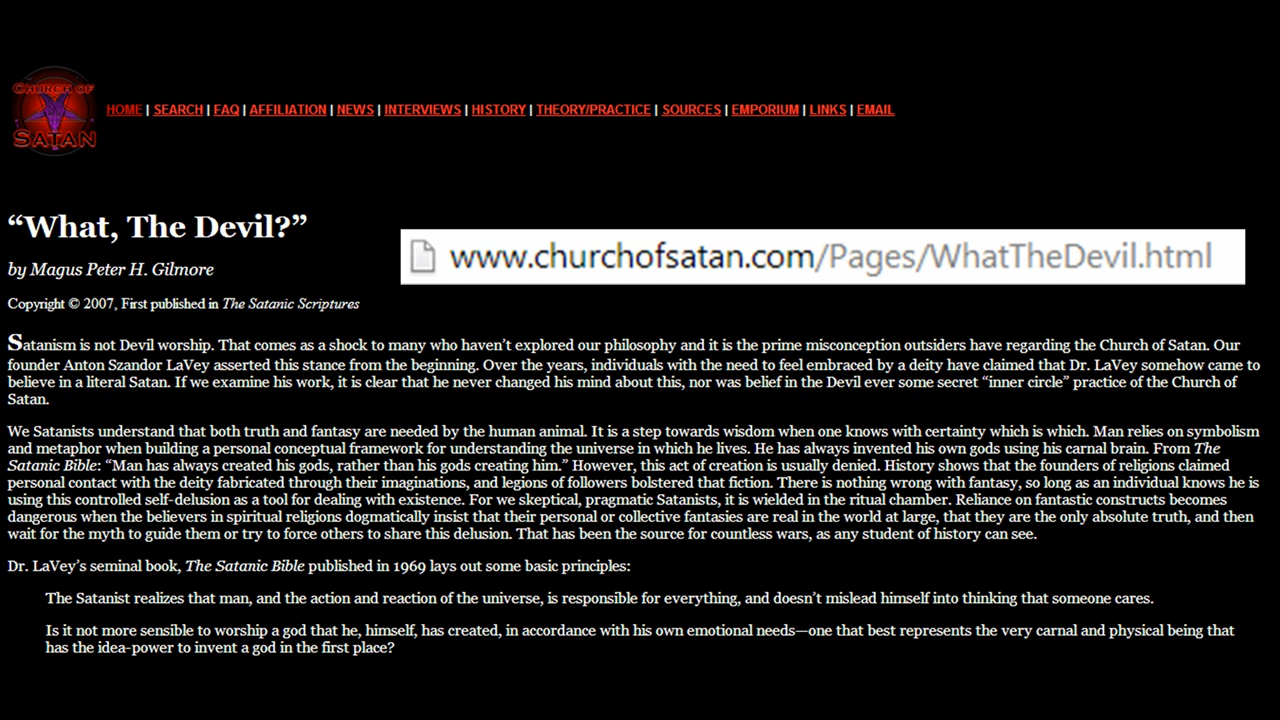 CHURCH OF
SATAN
HOME | SEARCH | FAQ | AFFILIATION | NEWS | INTERVIEWS | HISTORY | THEORY/PRACTICE | SOURCES | EMPORIUM | LINKS | EMAIL
“What, The Devil?”
www.churchofsatan.com/Pages/WhatTheDevil.html
by Magus Peter H. Gilmore
Copyright © 2007, First published in The Satanic Scriptures
Satanism is not Devil worship. That comes as a shock to many who haven’t explored our philosophy and it is the prime misconception outsiders have regarding the Church of Satan. Our
founder Anton Szandor LaVey asserted this stance from the beginning. Over the years, individuals with the need to feel embraced by a deity have claimed that Dr. LaVey somehow came to
believe in a literal Satan. If we examine his work, it is clear that he never changed his mind about this, nor was belief in the Devil ever some secret “inner circle” practice of the Church of
Satan.
We Satanists understand that both truth and fantasy are needed by the human animal. It is a step towards wisdom when one knows with certainty which is which. Man relies on symbolism
and metaphor when building a personal conceptual framework for understanding the universe in which he lives. He has always invented his own gods using his carnal brain. From The
Satanic Bible: “Man has always created his gods, rather than his gods creating him.” However, this act of creation is usually denied. History shows that the founders of religions claimed
personal contact with the deity fabricated through their imaginations, and legions of followers bolstered that fiction. There is nothing wrong with fantasy, so long as an individual knows he is
using this controlled self-delusion as a tool for dealing with existence. For we skeptical, pragmatic Satanists, it is wielded in the ritual chamber. Reliance on fantastic constructs becomes
dangerous when the believers in spiritual religions dogmatically insist that their personal or collective fantasies are real in the world at large, that they are the only absolute truth, and then
wait for the myth to guide them or try to force others to share this delusion. That has been the source for countless wars, as any student of history can see.
Dr. LaVey’s seminal book, The Satanic Bible published in 1969 lays out some basic principles:
The Satanist realizes that man, and the action and reaction of the universe, is responsible for everything, and doesn’t mislead himself into thinking that someone cares.
Is it not more sensible to worship a god that he, himself, has created, in accordance with his own emotional needs—one that best represents the very carnal and physical being that
has the idea-power to invent a god in the first place?